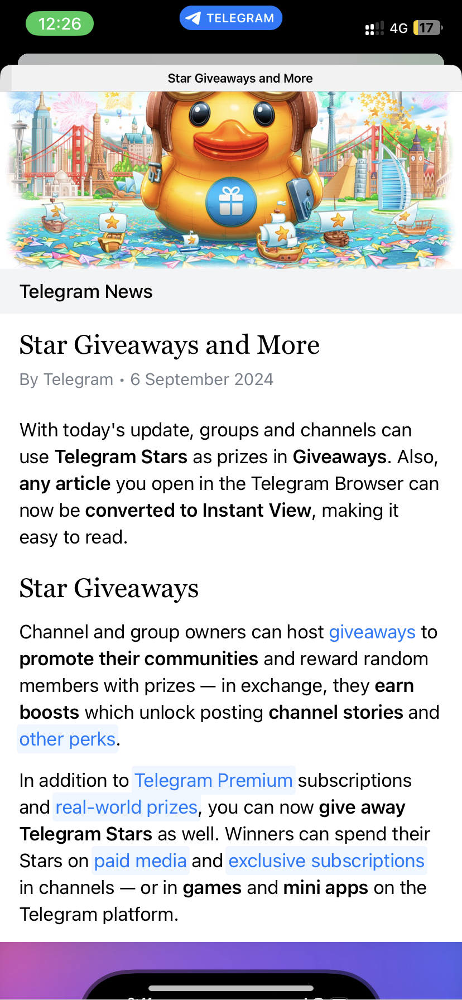 12:26
TELEGRAM
4G
17
Star Giveaways and More
Telegram News
Star Giveaways and More
By Telegram • 6 September 2024
With today's update, groups and channels can
use Telegram Stars as prizes in Giveaways. Also,
any article you open in the Telegram Browser can
now be converted to Instant View, making it
easy to read.
Star Giveaways
Channel and group owners can host giveaways to
promote their communities and reward random
members with prizes — in exchange, they earn
boosts which unlock posting channel stories and
other perks.
In addition to Telegram Premium subscriptions
and real-world prizes, you can now give away
Telegram Stars as well. Winners can spend their
Stars on paid media and exclusive subscriptions
in channels — or in games and mini apps on the
Telegram platform.